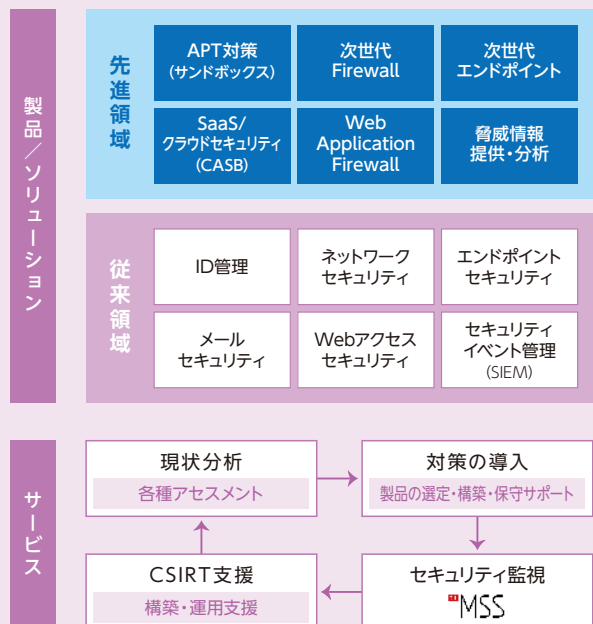 製品／ソリューション
先進領域
APT対策
(サンドボックス)
次世代
Firewall
次世代
エンドポイント
SaaS/
クラウドセキュリティ
(CASB)
Web
Application
Firewall
脅威情報
提供・分析
従来領域
ID管理
ネットワーク
セキュリティ
エンドポイント
セキュリティ
メール
セキュリティ
Webアクセス
セキュリティ
セキュリティ
イベント管理
(SIEM)
サービス
現状分析
各種アセスメント
対策の導入
製品の選定・構築・保守サポート
CSIRT支援
構築・運用支援
セキュリティ監視
MSS